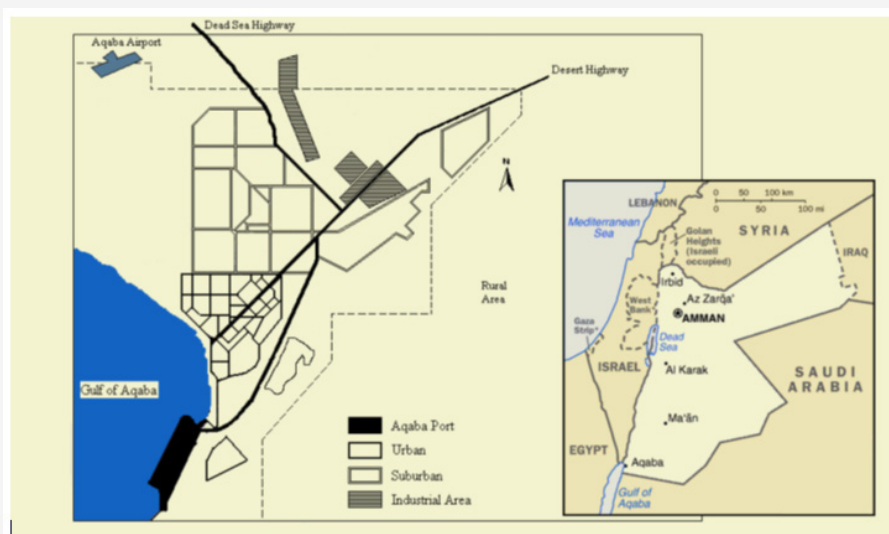 Dead Sea Highway
Aqaba Airport
Desert Highway
N
Rural
Area
Gulf of Aqaba
Aqaba Port
Urban
Suburban
Industrial Area
0 50 100 km
0 50 100 mi
LEBANON
Mediterranean
Sea
SYRIA
Golan
Heights
(Israeli
occupied)
IRAQ
Irbid
West
Bank
Az Zarqā'
AMMAN
Gaza
Strip
Dead
Sea
ISRAEL
Al Karak
SAUDI
ARABIA
Ma'ān
EGYPT
Aqaba
Gulf of
Aqaba